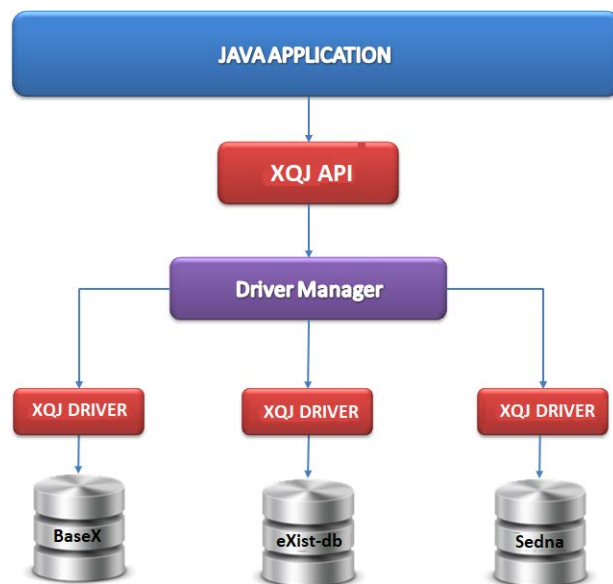 JAVA APPLICATION
XQJ API
Driver Manager
XQJ DRIVER
XQJ DRIVER
XQJ DRIVER
BaseX
eXist-db
Sedna